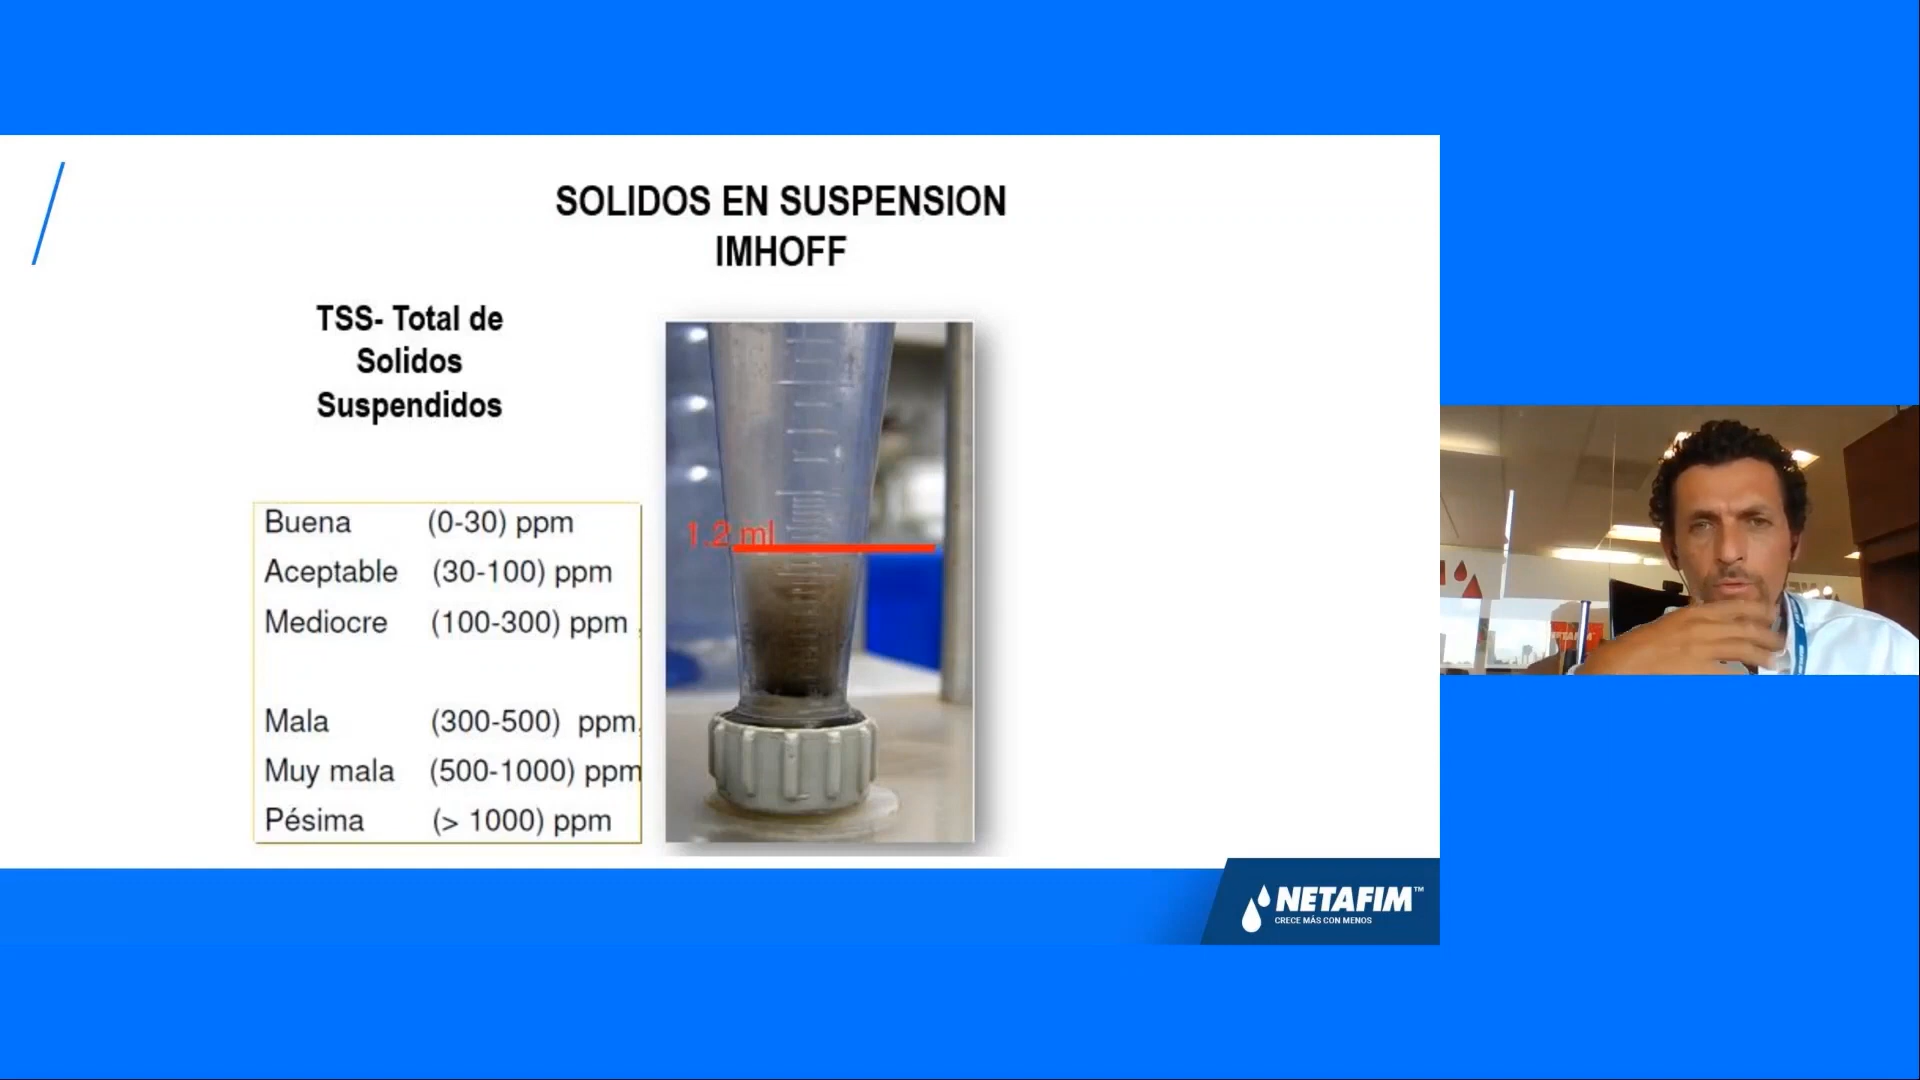 SOLIDOS EN SUSPENSION
IMHOFF
TSS- Total de
Solidos
Suspendidos
Buena (0-30) ppm
Aceptable (30-100) ppm
Mediocre (100-300) ppm
Mala (300-500) ppm,
Muy mala (500-1000) ppm
Pésima (> 1000) ppm
1.2 ml
NETAFIM™
CRECE MÁS CON MENOS